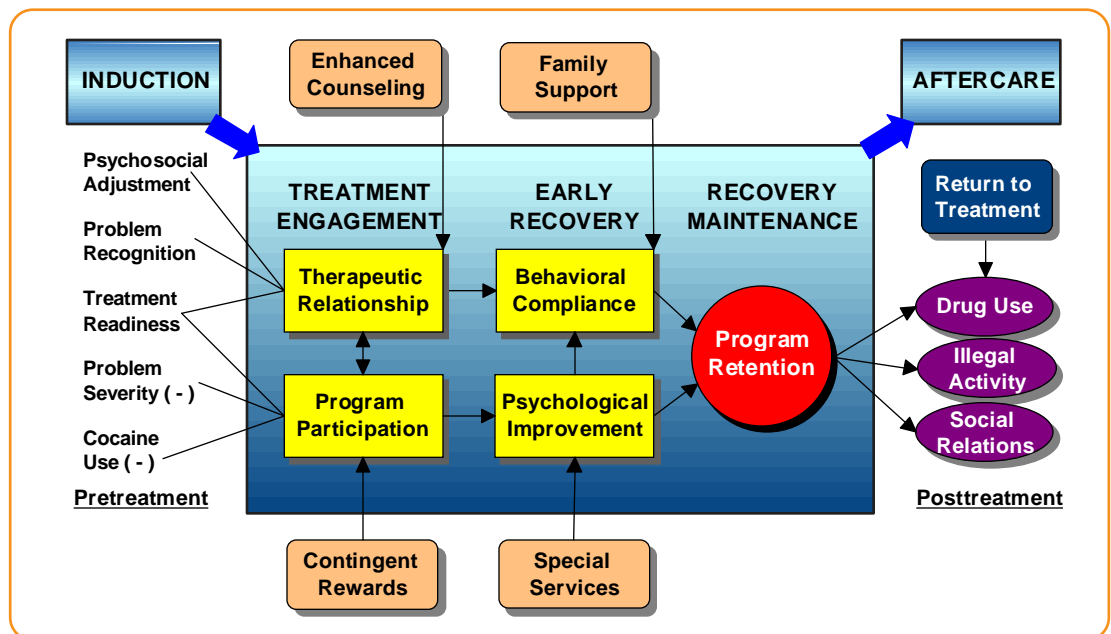 INDUCTION
Enhanced
Counseling
Family
Support
AFTERCARE
Psychosocial
Adjustment
Problem
Recognition
Treatment
Readiness
Problem
Severity ( - )
Cocaine
Use ( - )
Pretreatment
TREATMENT
ENGAGEMENT
EARLY
RECOVERY
RECOVERY
MAINTENANCE
Therapeutic
Relationship
Behavioral
Compliance
Program
Participation
Psychological
Improvement
Program
Retention
Return to
Treatment
Drug Use
Illegal
Activity
Social
Relations
Posttreatment
Contingent
Rewards
Special
Services